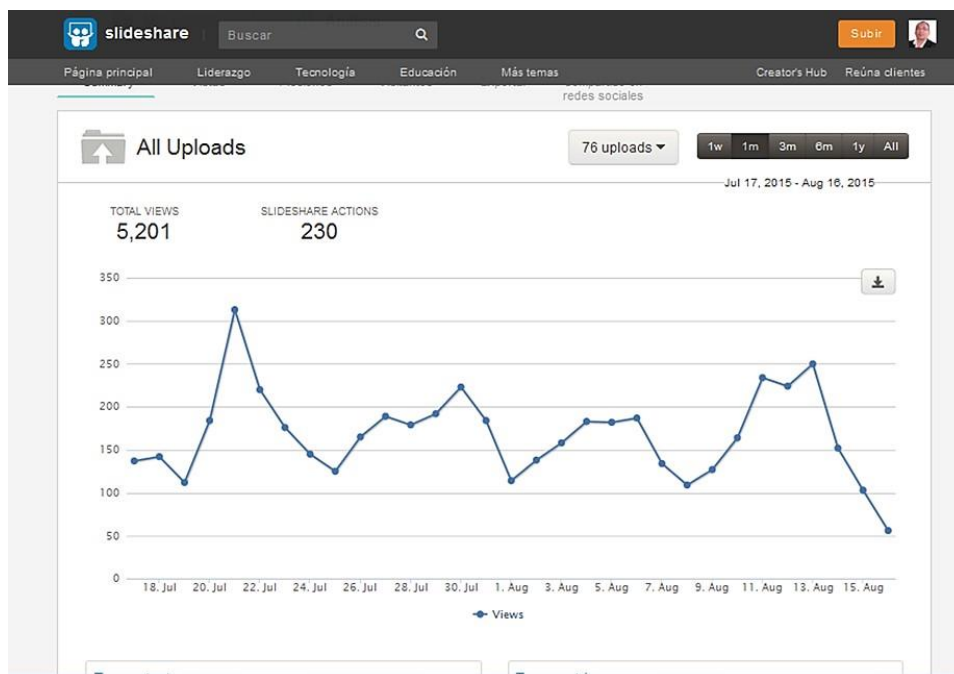 slideshare
Buscar
Subir
Página principal Liderazgo Tecnología Educación Más temas Creator's Hub Reúna clientes
redes sociales
All Uploads
76 uploads
1w 1m 3m 6m 1y All
Jul 17, 2015 - Aug 16, 2015
TOTAL VIEWS SLIDESHARE ACTIONS
5,201 230
350
300
250
200
150
100
50
0
18. Jul 20. Jul 22. Jul 24. Jul 26. Jul 28. Jul 30. Jul 1. Aug 3. Aug 5. Aug 7. Aug 9. Aug 11. Aug 13. Aug 15. Aug
Views